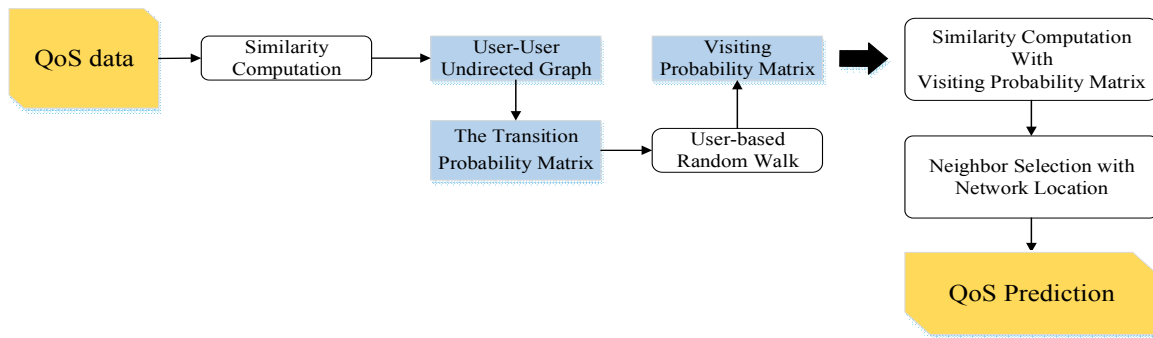 QoS data
Similarity
Computation
User-User
Undirected Graph
The Transition
Probability Matrix
User-based
Random Walk
Visiting
Probability Matrix
Similarity Computation
With
Visiting Probability Matrix
Neighbor Selection with
Network Location
QoS Prediction